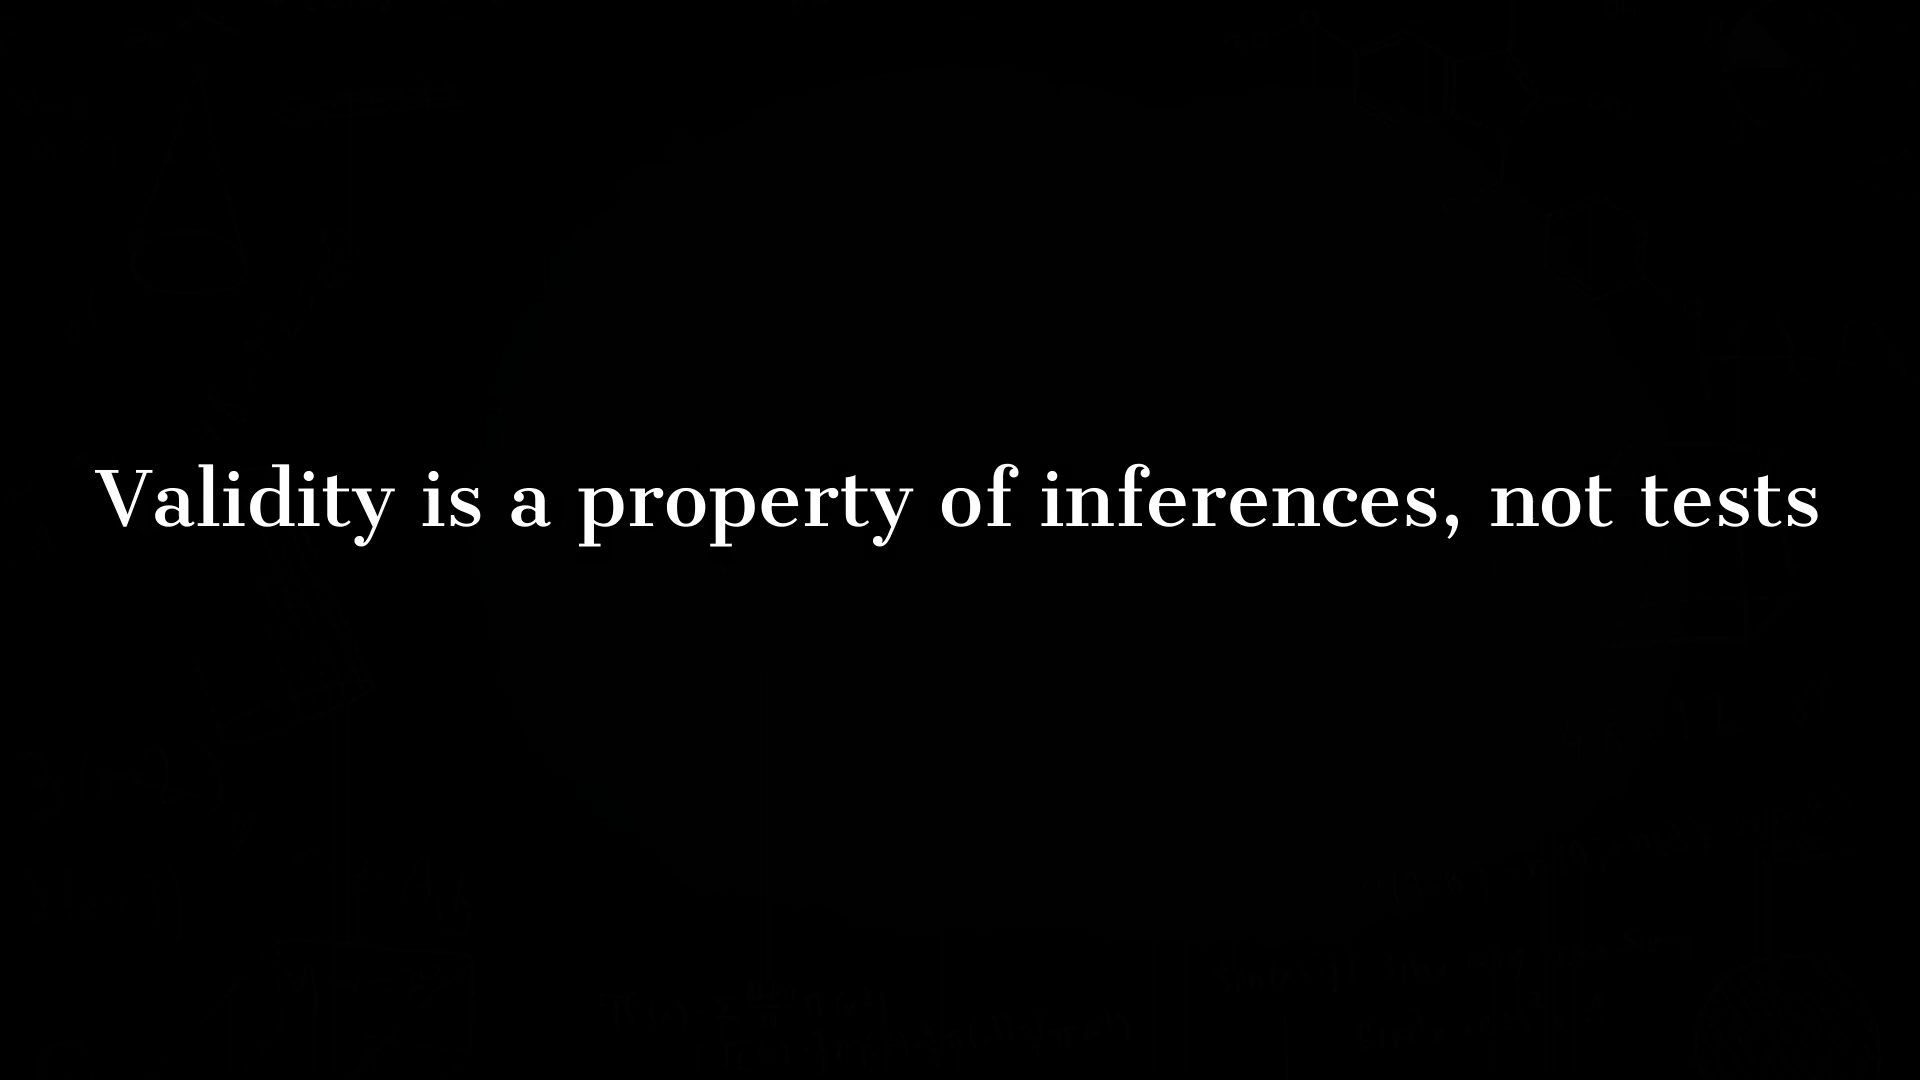 Validity is a property of inferences, not tests